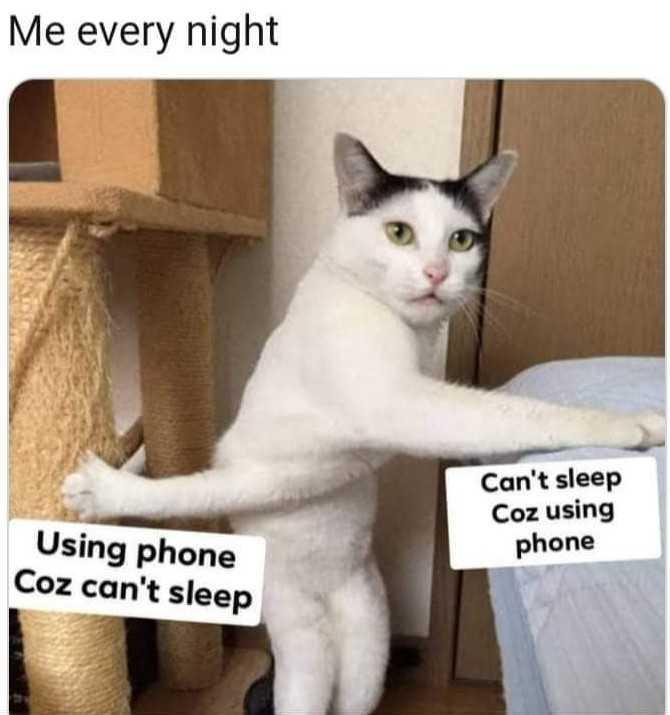 Me every night
Can't sleep
Coz using
phone
Using phone
Coz can't sleep